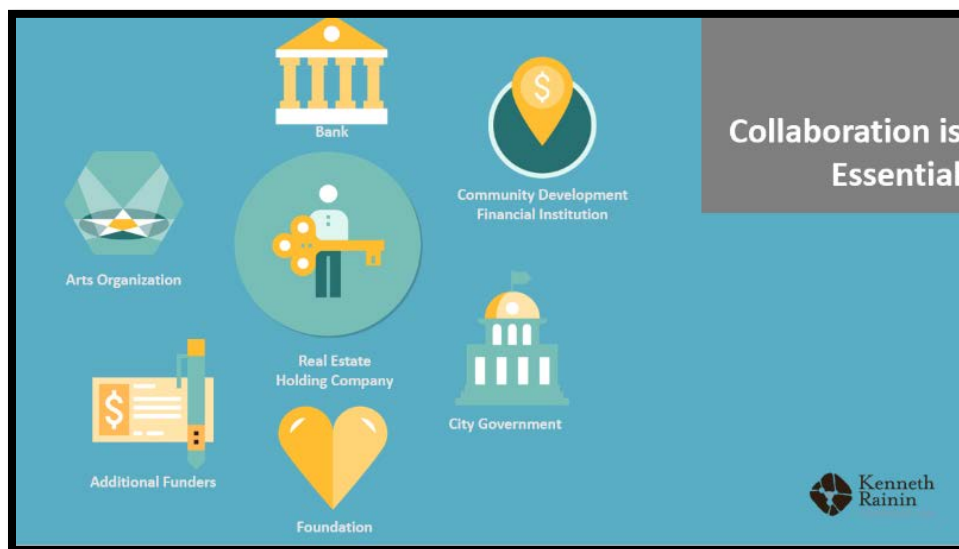 Collaboration is
Essential
Bank
Community Development
Financial Institution
Arts Organization
Real Estate
Holding Company
City Government
Additional Funders
Foundation
Kenneth
Rainin
$
$